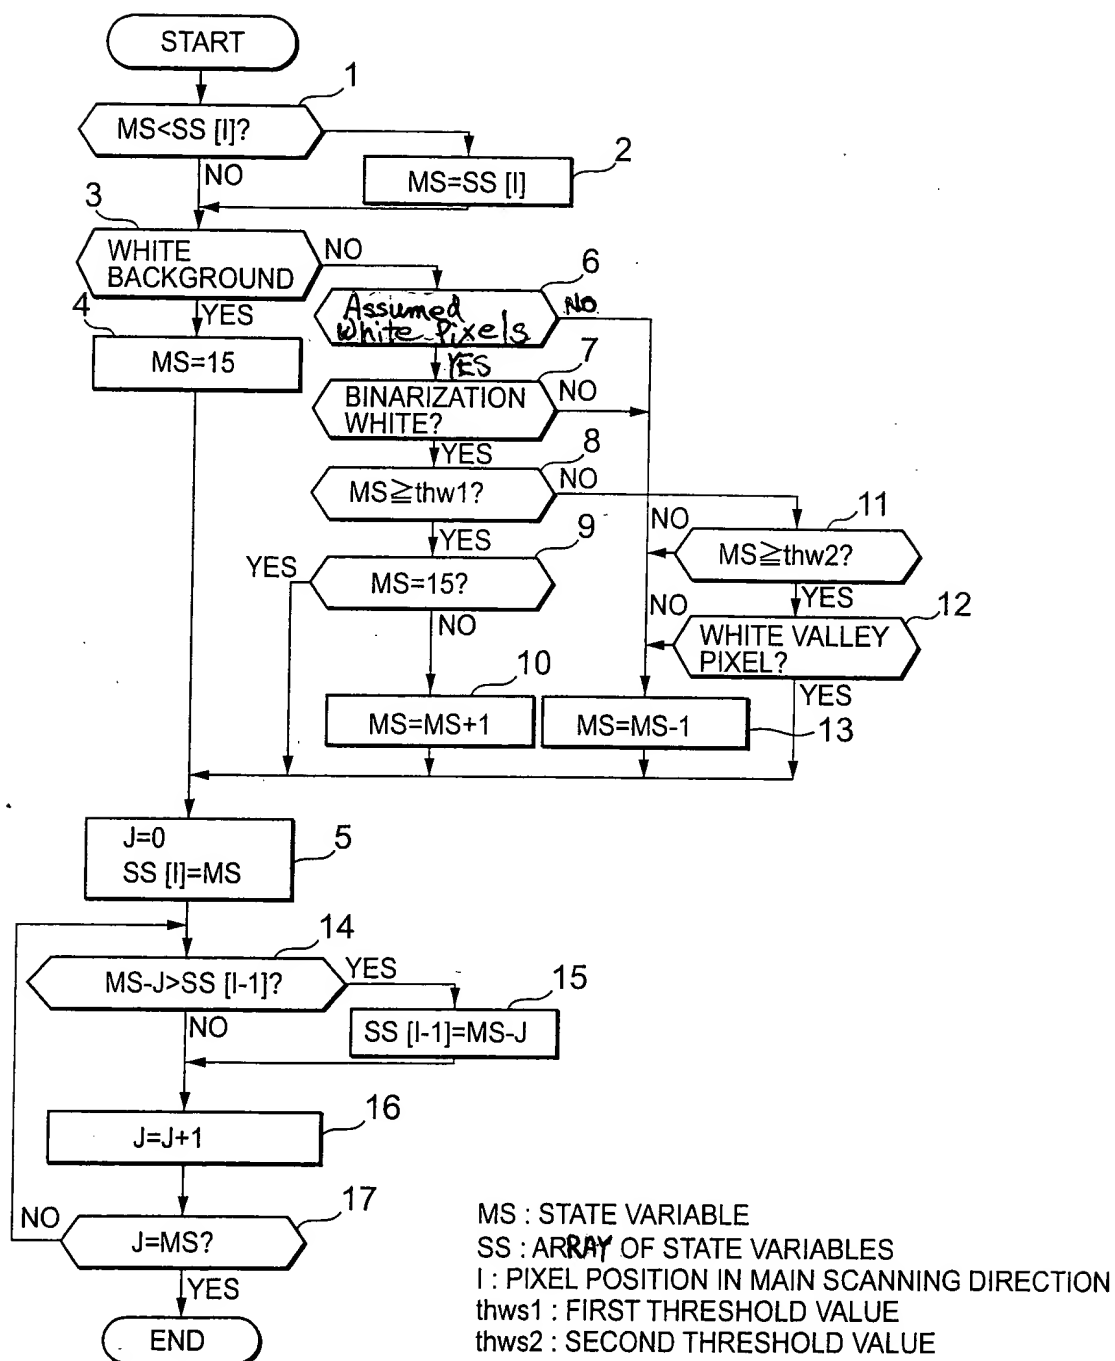 START
1
MS<SS [I]?
NO
2
MS=SS [I]
3
WHITE
BACKGROUND
NO
YES
4
MS=15
6
Assumed
White Pixels
NO
YES
7
BINARIZATION
WHITE?
NO
YES
8
MS≧thw1?
NO
YES
9
MS=15?
YES
NO
11
MS≧thw2?
NO
YES
12
WHITE VALLEY
PIXEL?
NO
YES
10
MS=MS+1
MS=MS-1
13
J=0
SS [I]=MS
5
14
MS-J>SS [I-1]?
YES
NO
15
SS [I-1]=MS-J
16
J=J+1
17
J=MS?
NO
YES
END
MS : STATE VARIABLE
SS : ARRAY OF STATE VARIABLES
I : PIXEL POSITION IN MAIN SCANNING DIRECTION
thws1 : FIRST THRESHOLD VALUE
thws2 : SECOND THRESHOLD VALUE